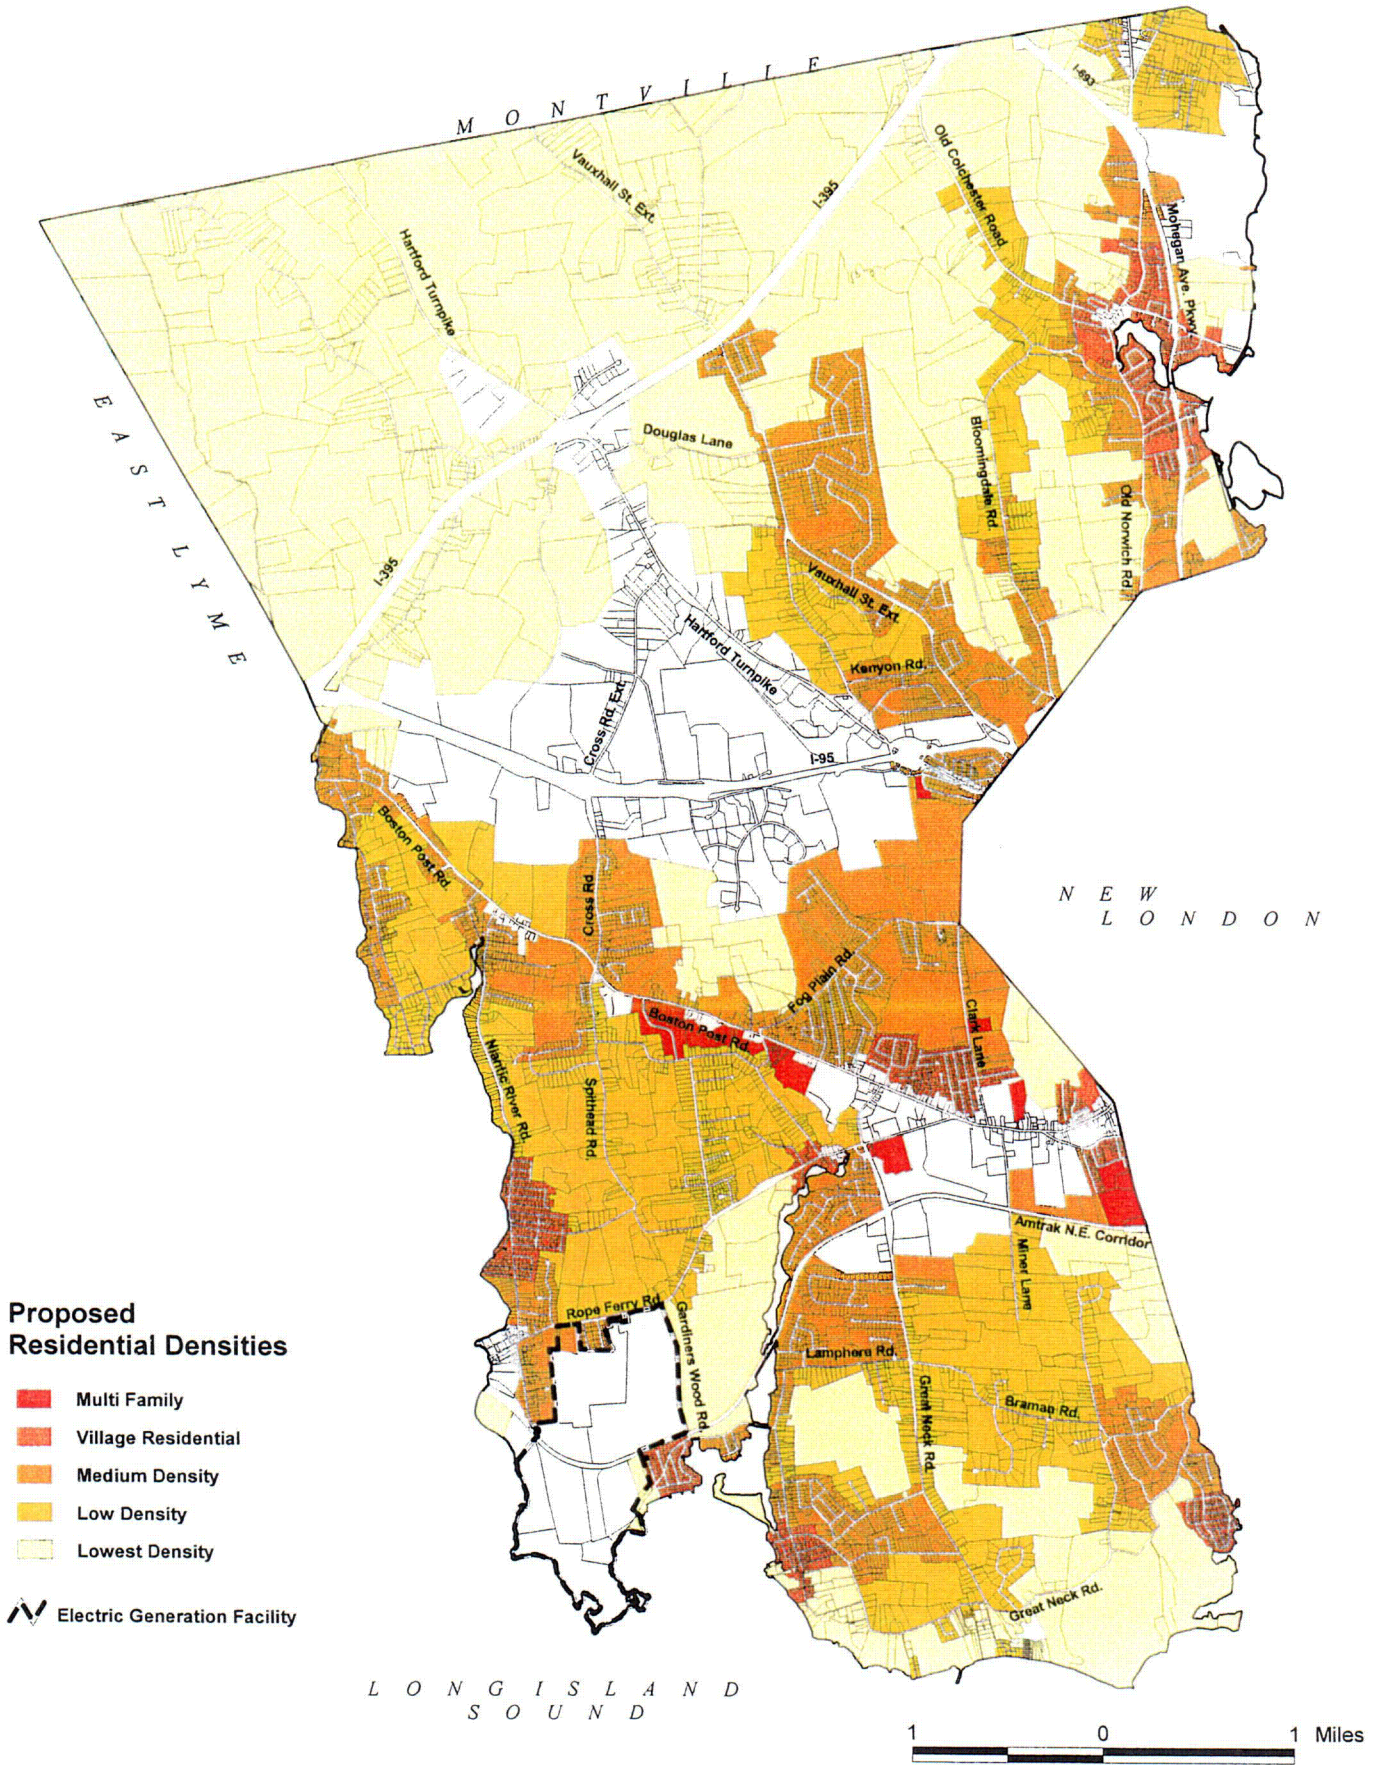 MONTVILLE
I-693
Vauxhall St. Ext.
Old Colchester Road
I-395
Mohegan Ave. Pkwy.
Hartford Turnpike
EAST LYME
Douglas Lane
Bloomingdale Rd.
Old Norwich Rd.
I-395
Vauxhall St. Ext.
Hartford Turnpike
Kenyon Rd.
Cross Rd. Ext.
I-95
Boston Post Rd.
Cross Rd.
NEW
LONDON
Fog Plain Rd.
Clark Lane
Boston Post Rd.
Niantic River Rd.
Spithead Rd.
Amtrak N.E. Corridor
Miner Lane
Rope Ferry Rd.
Gardiners Wood Rd.
Lamphere Rd.
Great Neck Rd.
Braman Rd.
Great Neck Rd.
Proposed
Residential Densities
Multi Family
Village Residential
Medium Density
Low Density
Lowest Density
Electric Generation Facility
LONG ISLAND
SOUND
1 0 1 Miles